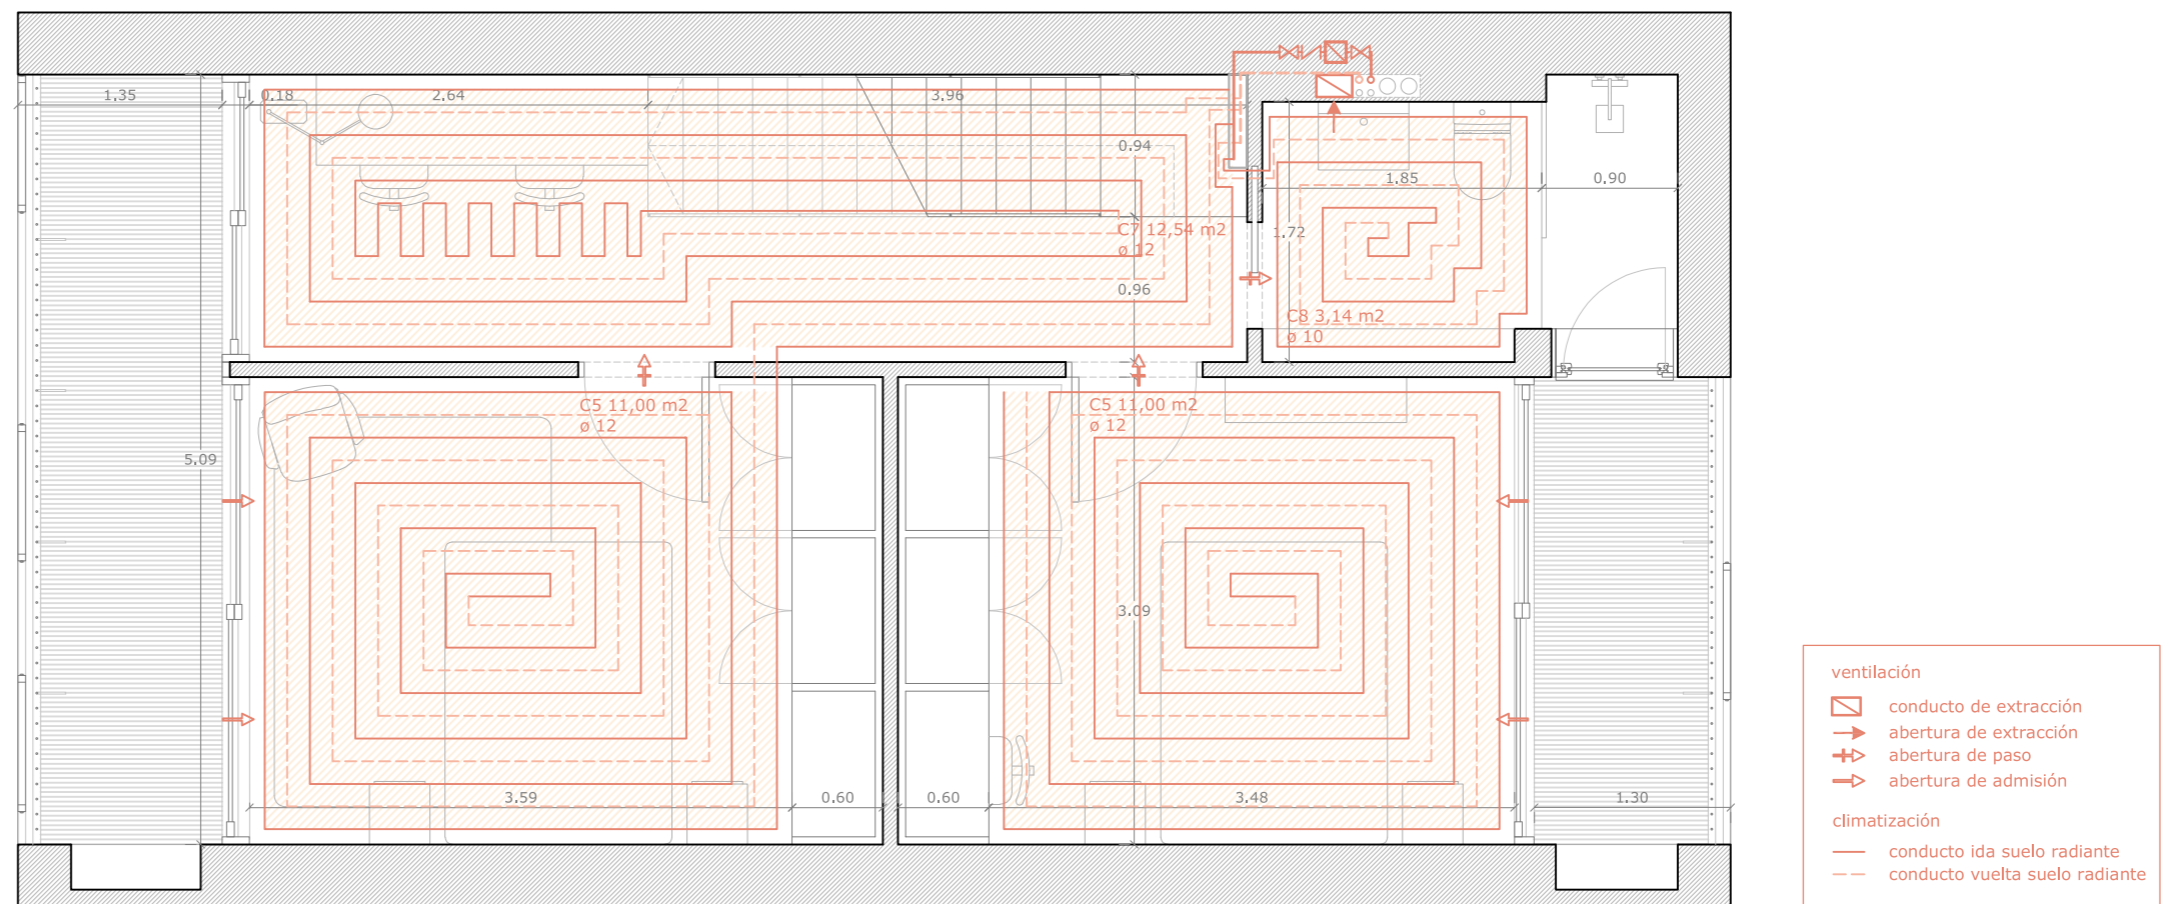 1.35
0.18
2.64
3.96
0.94
1.85
0.90
C7 12,54 m2
ø 12
1.72
0.96
C8 3,14 m2
ø 10
C5 11,00 m2
ø 12
C5 11,00 m2
ø 12
5.09
3.09
3.59
0.60
0.60
3.48
1.30
ventilación
conducto de extracción
abertura de extracción
abertura de paso
abertura de admisión
climatización
conducto ida suelo radiante
conducto vuelta suelo radiante